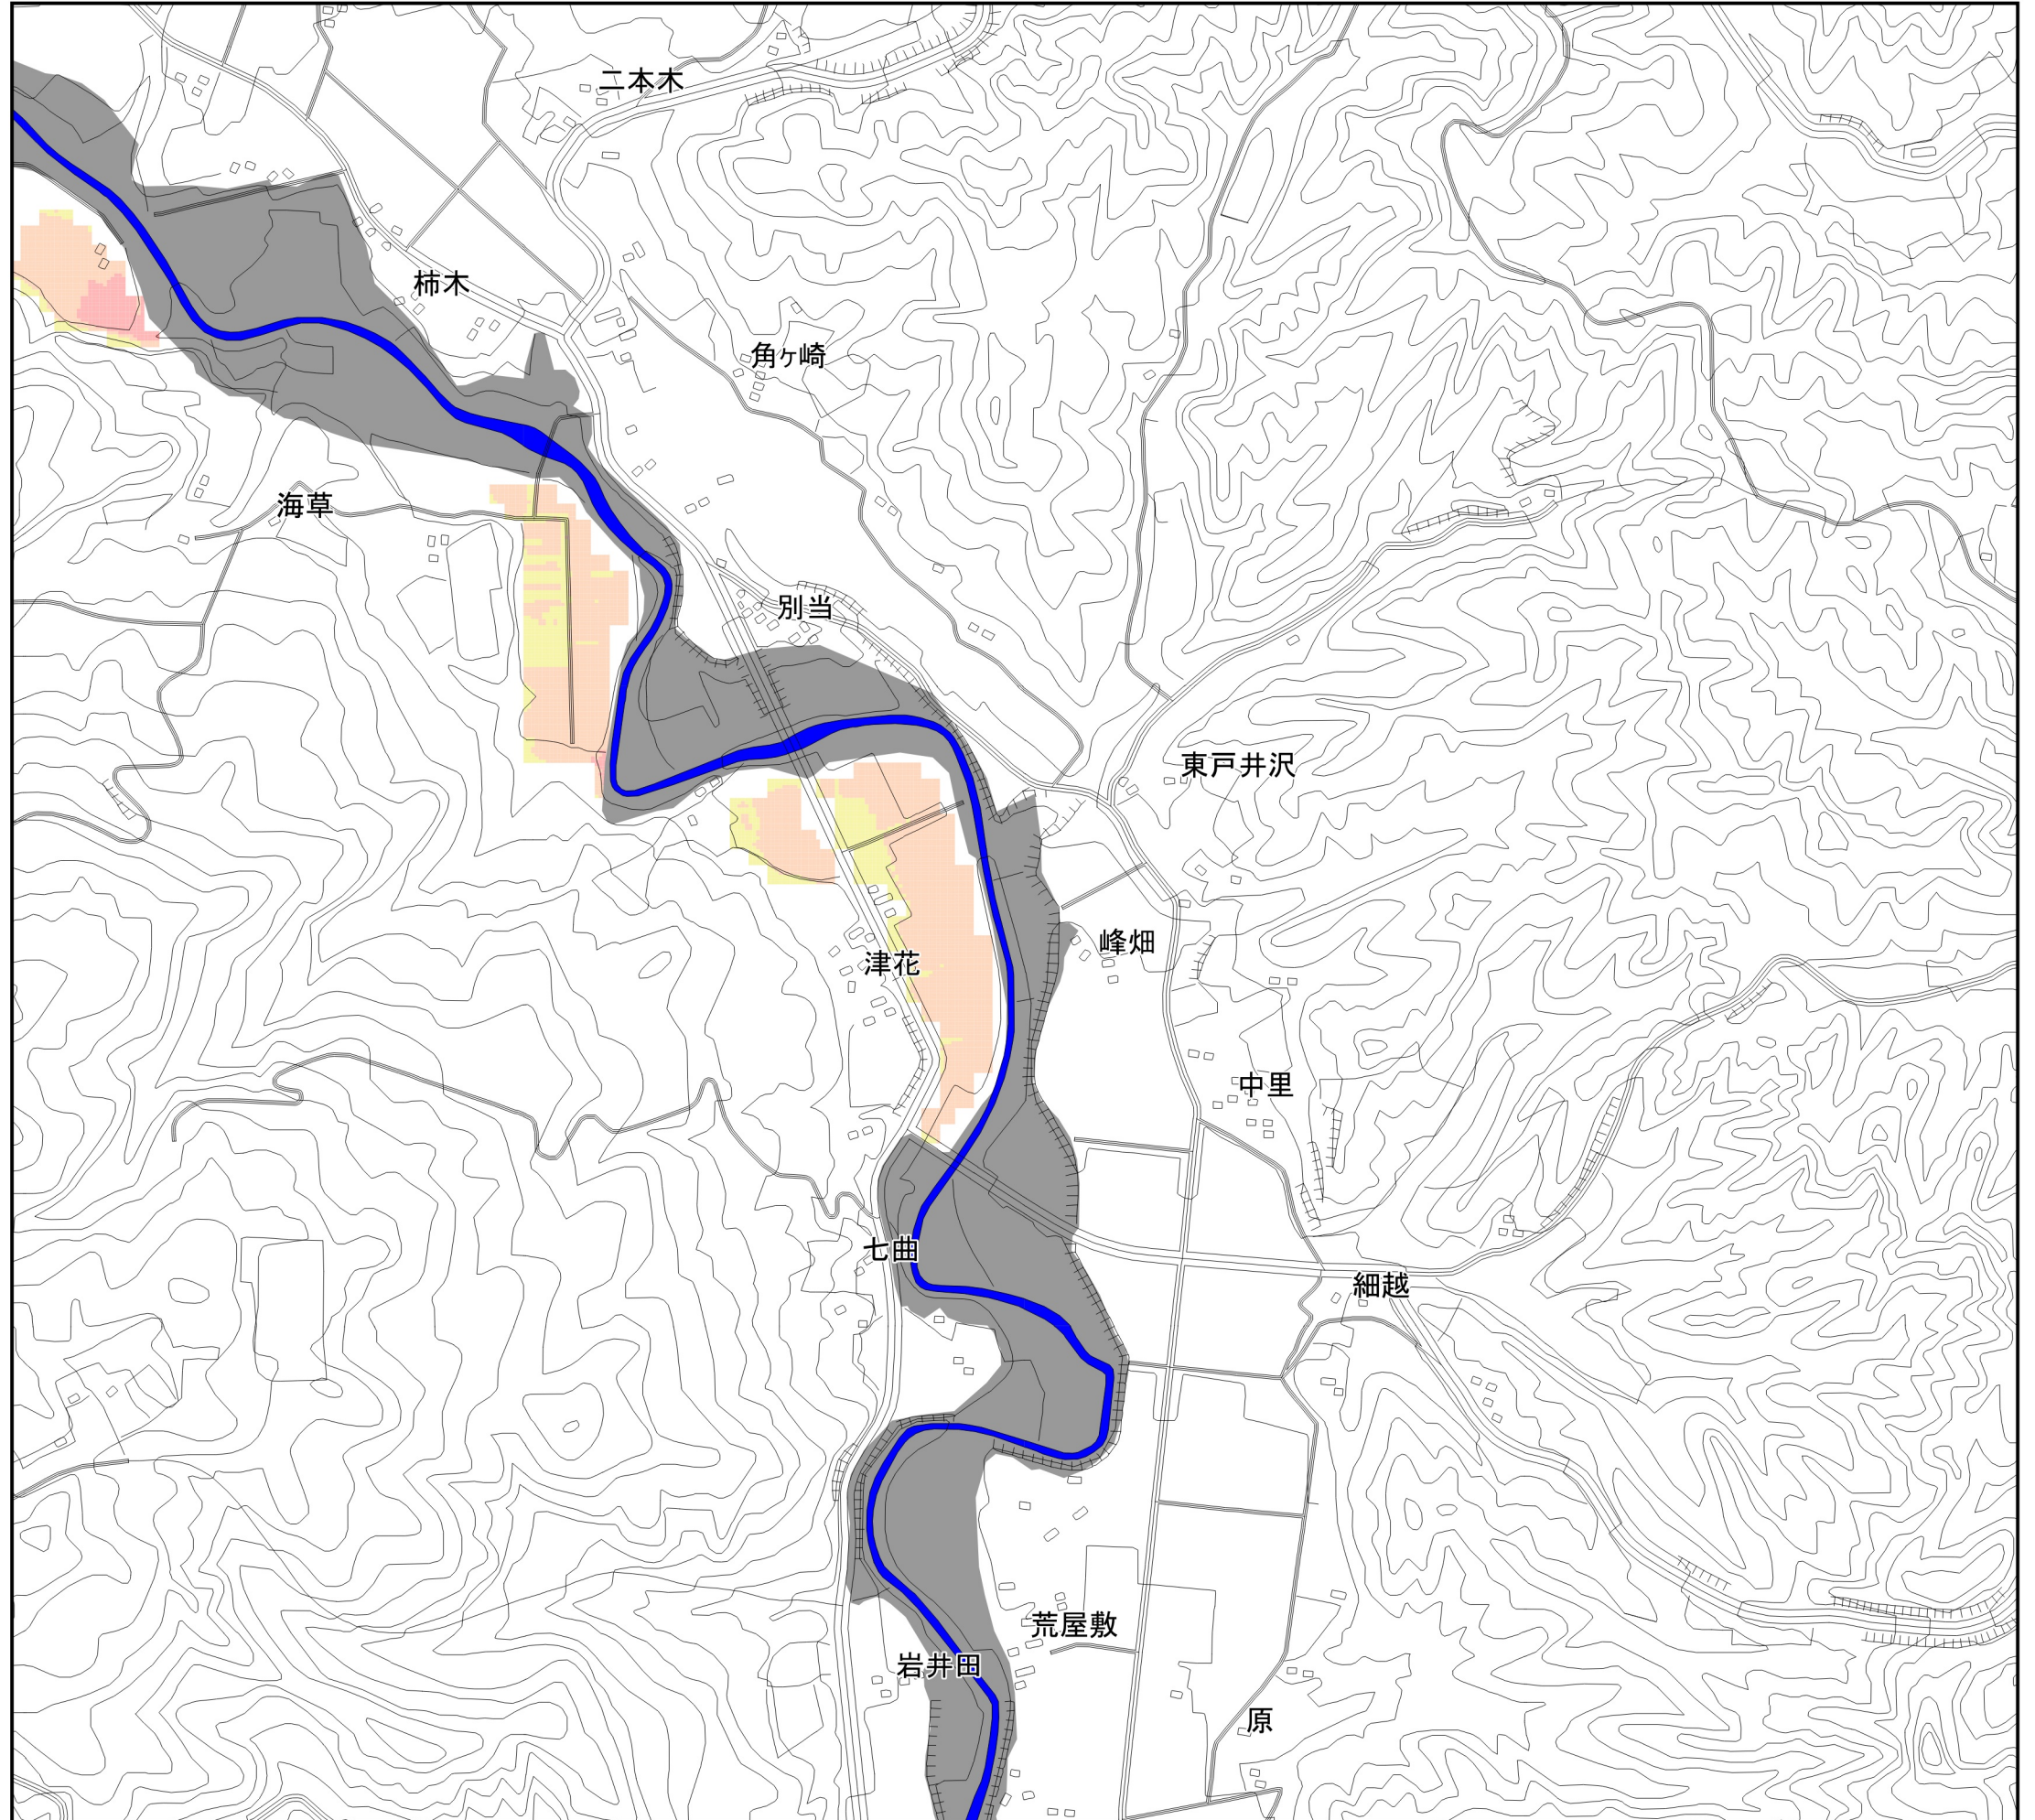 二本木
柿木
角ヶ崎
海草
別当
東戸井沢
峰畑
津花
中里
七曲
細越
荒屋敷
岩井田
原